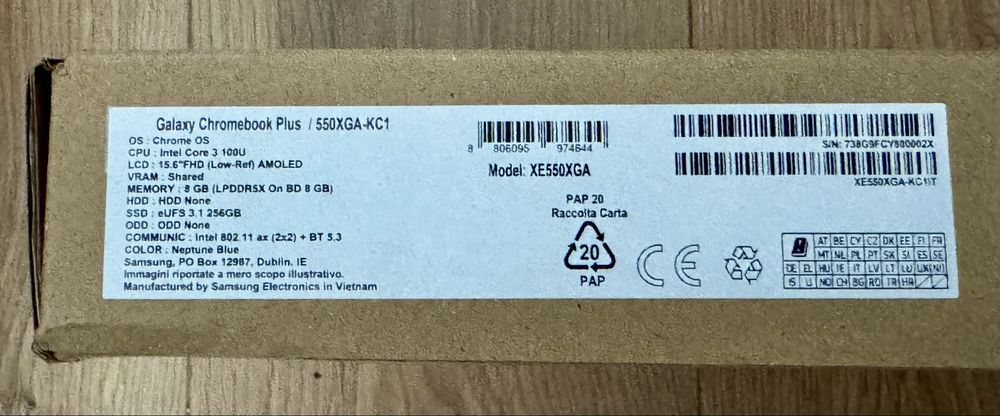 Galaxy Chromebook Plus / 550XGA-KC1
OS : Chrome OS
CPU : Intel Core 3 100U
LCD : 15.6"FHD (Low-Ref) AMOLED
VRAM : Shared
MEMORY : 8 GB (LPDDR5X On BD 8 GB)
HDD : HDD None
SSD : eUFS 3.1 256GB
ODD : ODD None
COMMUNIC : Intel 802.11 ax (2x2) + BT 5.3
COLOR : Neptune Blue
Samsung, PO Box 12987, Dublin. IE
Immagini riportate a mero scopo illustrativo.
Manufactured by Samsung Electronics in Vietnam
8 806095 974644
Model: XE550XGA
PAP 20
Raccolta Carta
20
PAP
CE
S/N: 738G9FCY800002X
XE550XGA-KC1IT
AT BE CY CZ DK EE FI FR
MT NL PL PT SK SI ES SE
DE EL HU IE IT LV LT LU UK(NI)
IS LI NO CH BG RO TR HR